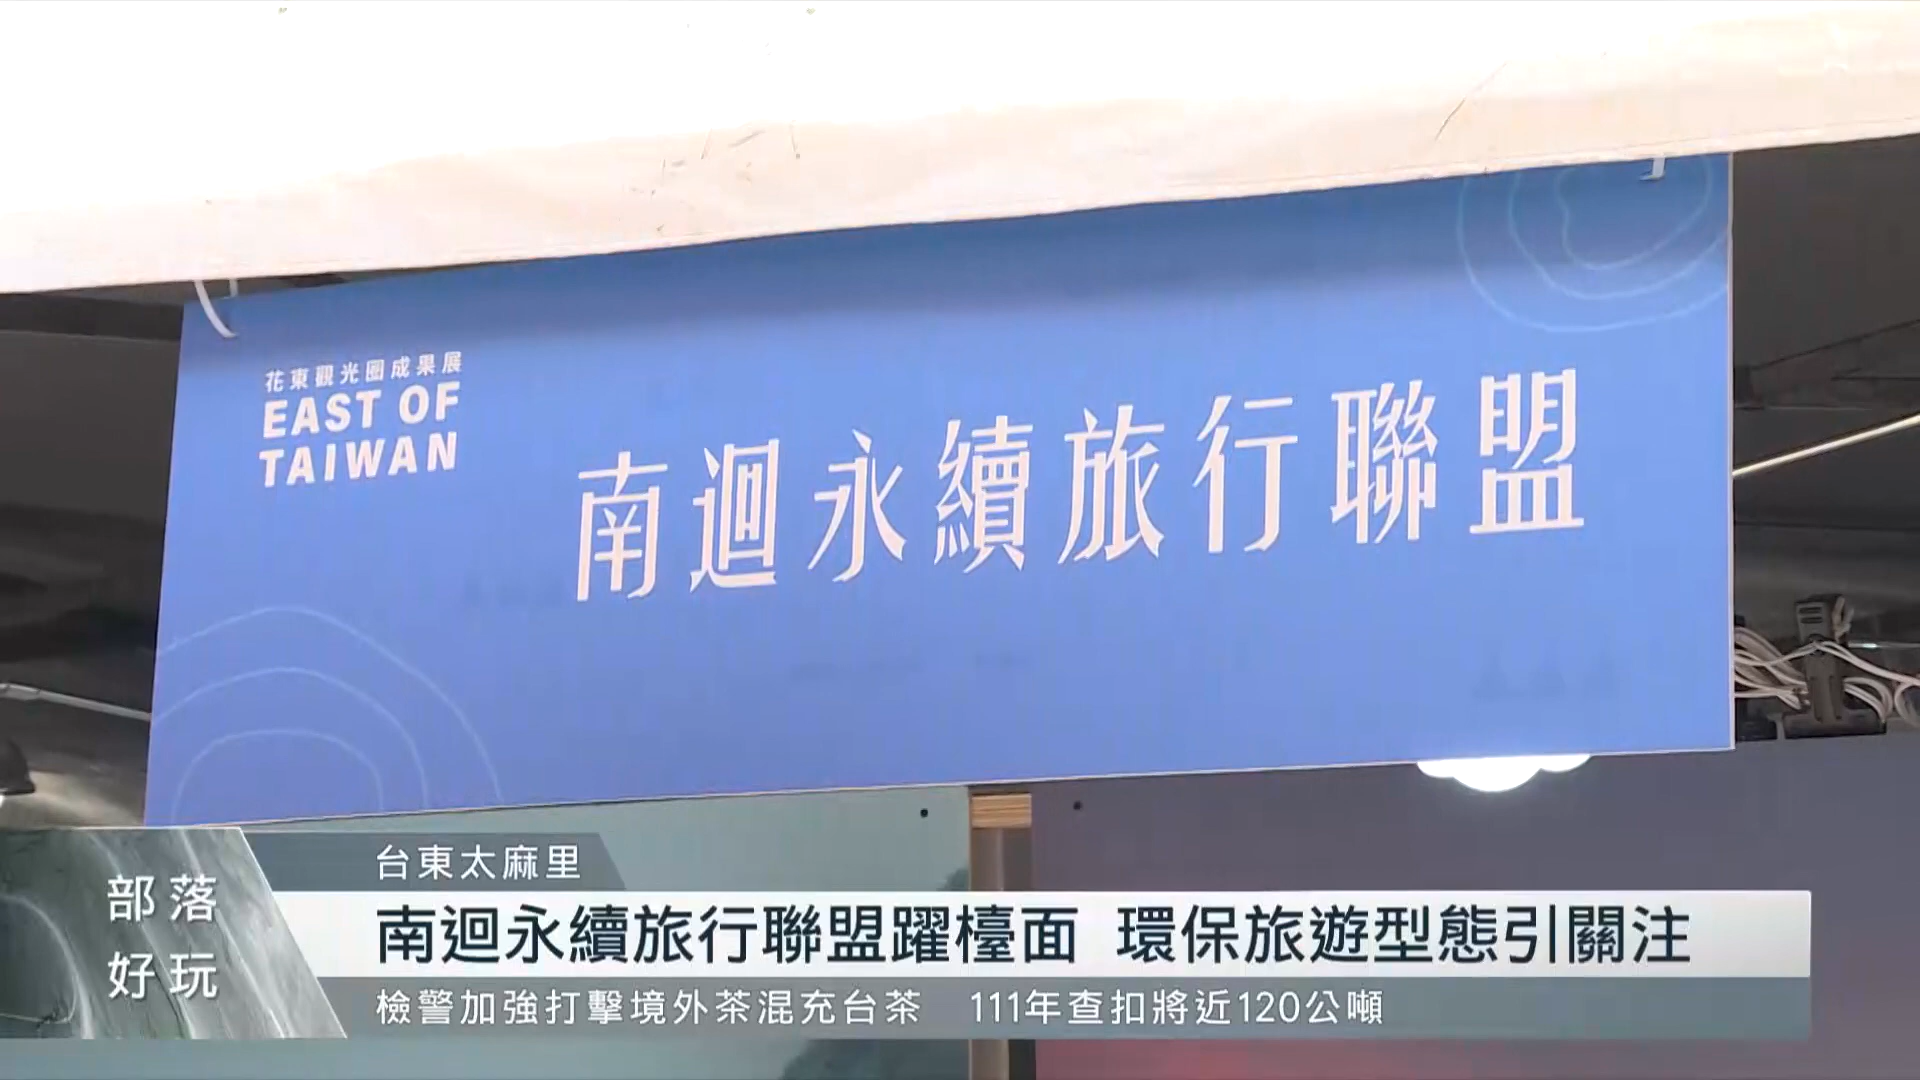 花東觀光圈成果展
EAST OF
TAIWAN
南迴永續旅行聯盟
部落
好玩
台東太麻里
南迴永續旅行聯盟躍檯面 環保旅遊型態引關注
檢警加強打擊境外茶混充台茶 111年查扣將近120公噸